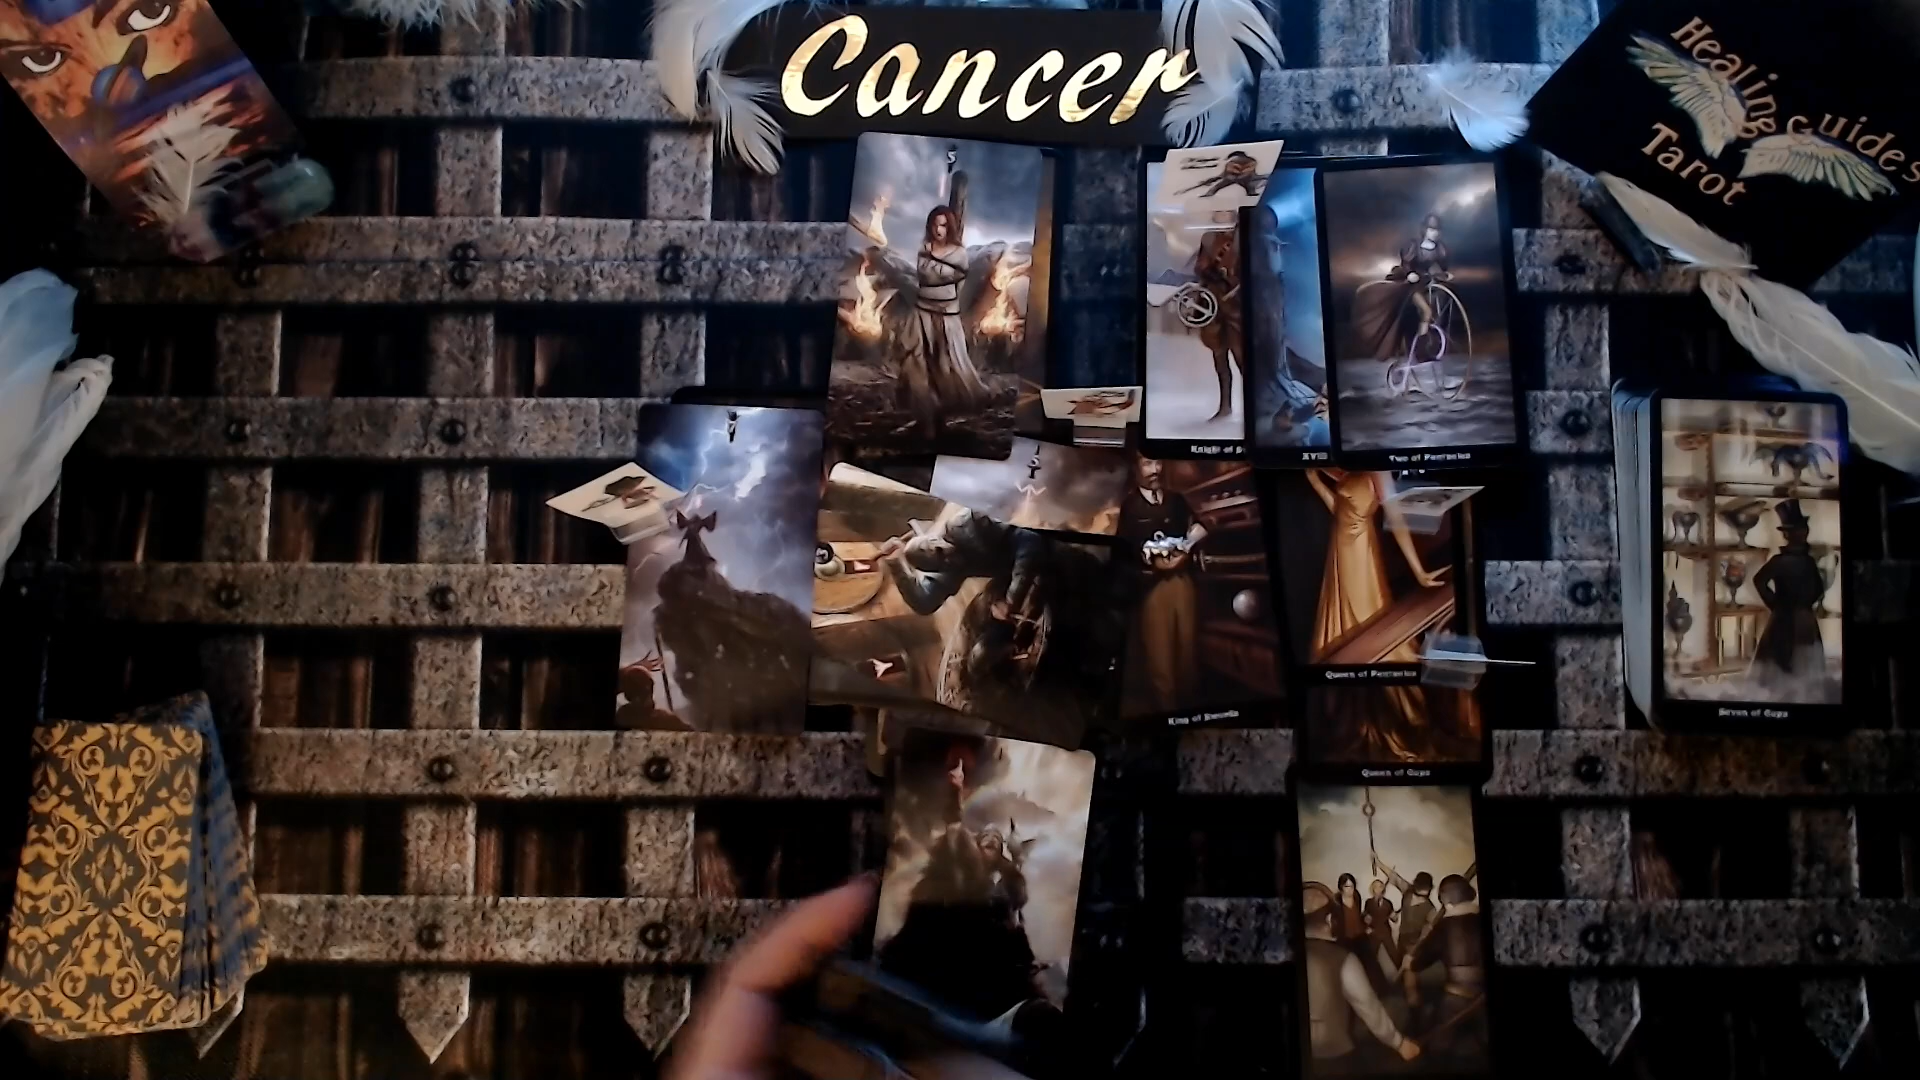 Cancer
Healing Guides
Tarot
5
Knight of
XVII
Two of Pentacles
Queen of Pentacles
King of Swords
Queen of Cups
Seven of Cups